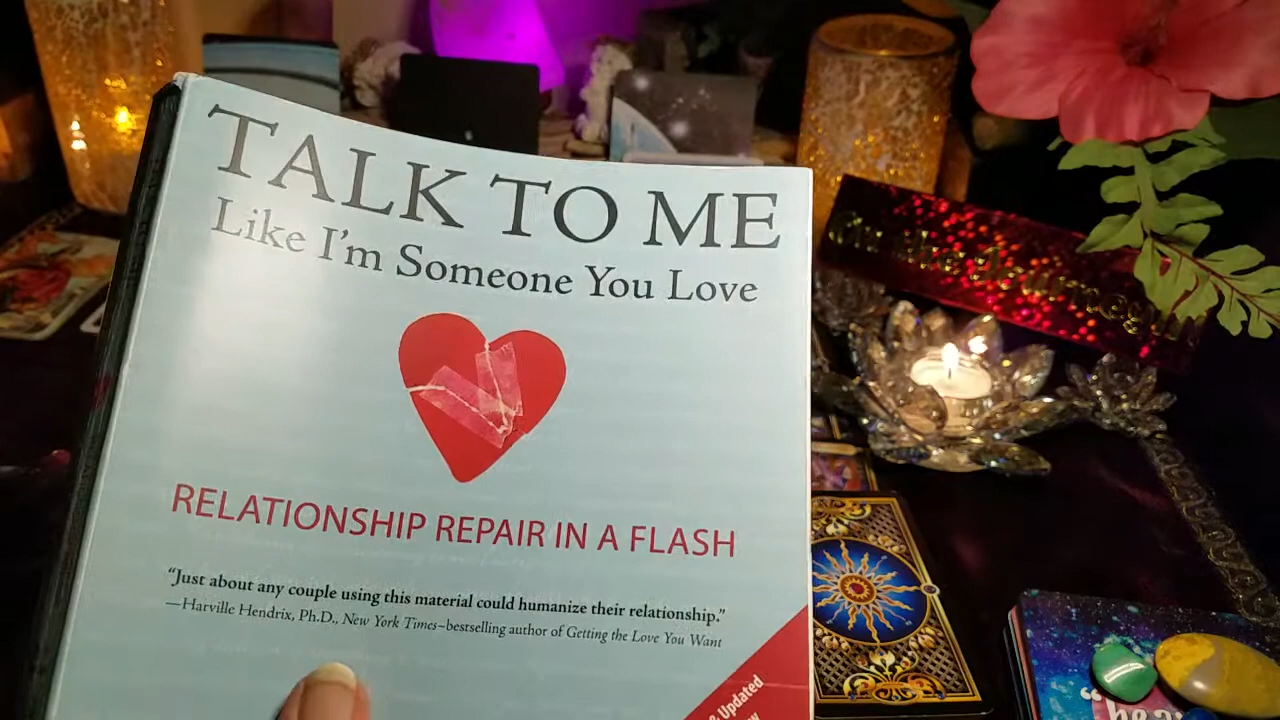 TALK TO ME
Like I'm Someone You Love
RELATIONSHIP REPAIR IN A FLASH
“Just about any couple using this material could humanize their relationship.”
—Harville Hendrix, Ph.D., New York Times–bestselling author of Getting the Love You Want
& Updated